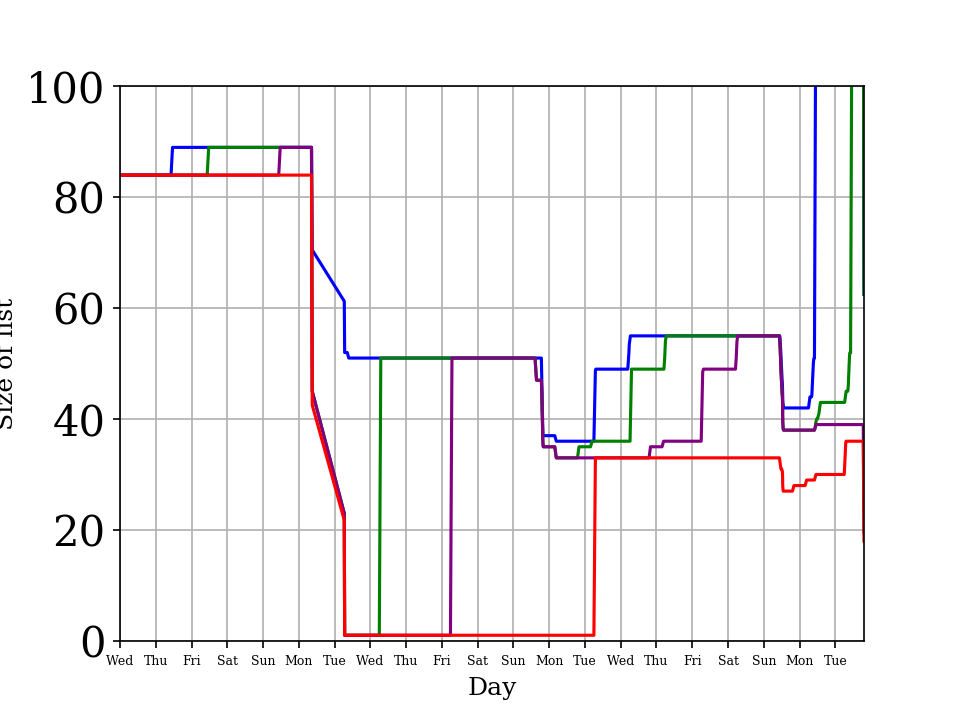 100
80
60
40
20
0
Size of list
Wed Thu Fri Sat Sun Mon Tue Wed Thu Fri Sat Sun Mon Tue Wed Thu Fri Sat Sun Mon Tue
Day